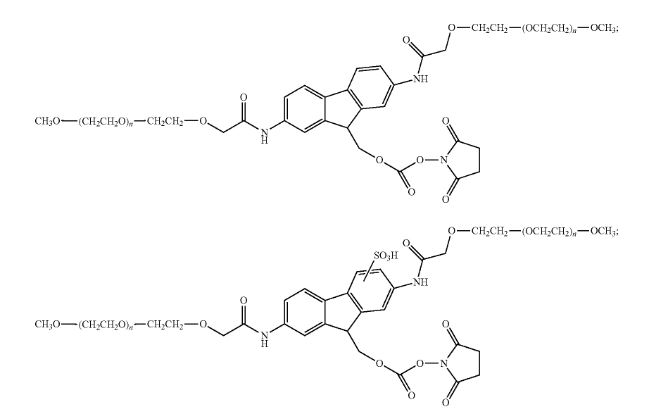 O—CH₂CH₂—(OCH₂CH₂)ₙ—OCH₃;
O
NH
O
CH₃O—(CH₂CH₂O)ₙ—CH₂CH₂—O
N
H
O
O
O—N
O
O
O—CH₂CH₂—(OCH₂CH₂)ₙ—OCH₃;
O
SO₃H
NH
O
CH₃O—(CH₂CH₂O)ₙ—CH₂CH₂—O
N
H
O
O
O—N
O
O